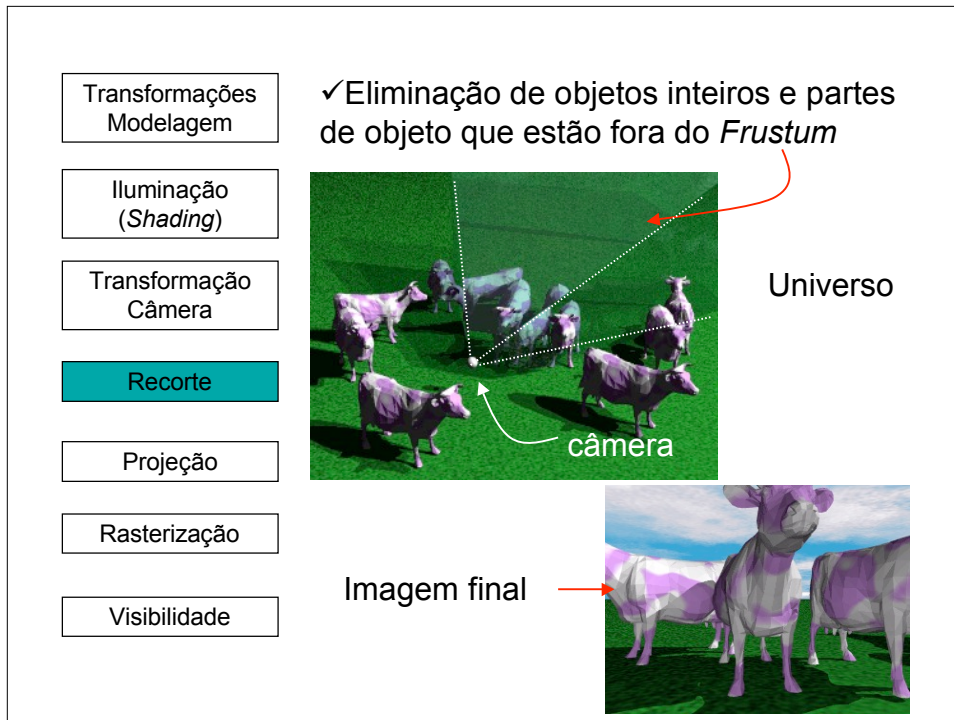 Transformações
Modelagem
Iluminação
(Shading)
Transformação
Câmera
Recorte
Projeção
Rasterização
Visibilidade
✓Eliminação de objetos inteiros e partes
de objeto que estão fora do Frustum
Universo
câmera
Imagem final